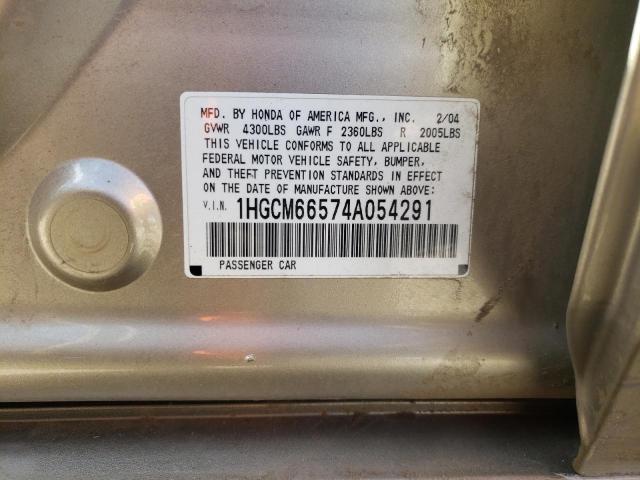 MFD. BY HONDA OF AMERICA MFG., INC. 2/04
GVWR 4300LBS GAWR F 2360LBS R 2005LBS
THIS VEHICLE CONFORMS TO ALL APPLICABLE
FEDERAL MOTOR VEHICLE SAFETY, BUMPER,
AND THEFT PREVENTION STANDARDS IN EFFECT
ON THE DATE OF MANUFACTURE SHOWN ABOVE:
V.I.N. 1HGCM66574A054291
PASSENGER CAR